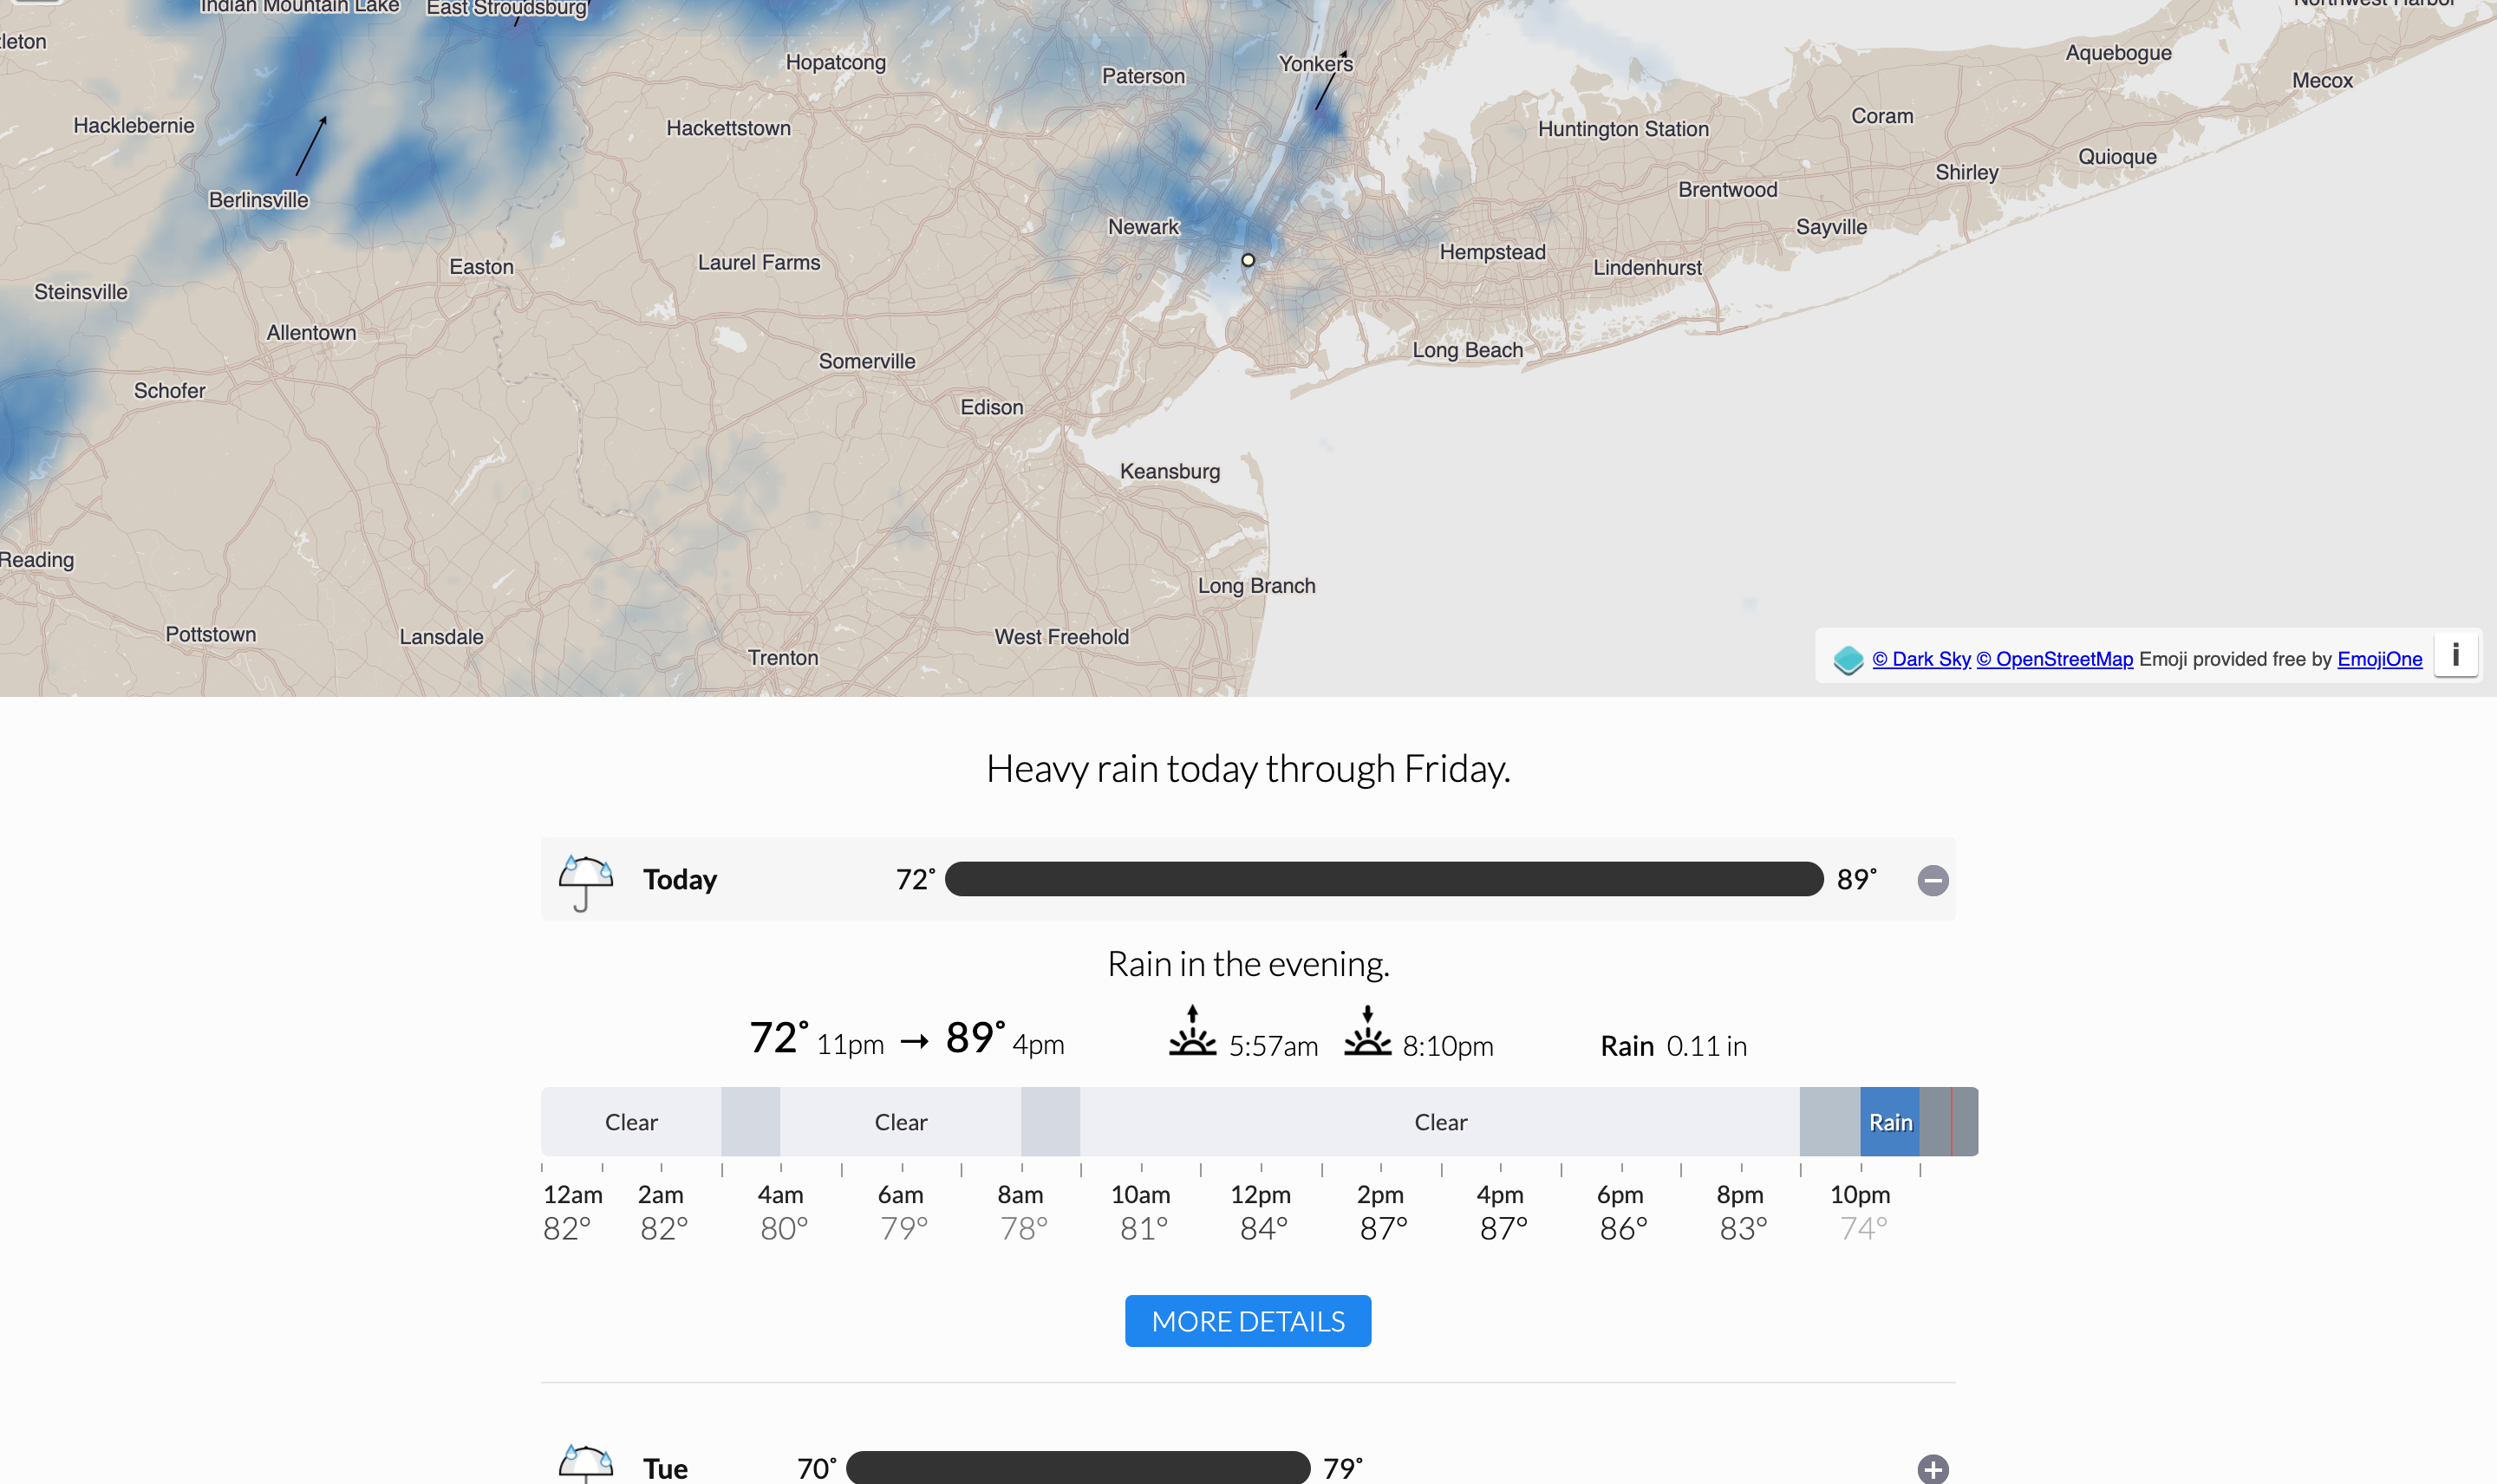 Indian Mountain Lake
East Stroudsburg
Northwest Harbor
leton
Hopatcong
Paterson
Yonkers
Aquebogue
Mecox
Hacklebernie
Hackettstown
Huntington Station
Coram
Quioque
Shirley
Brentwood
Berlinsville
Newark
Sayville
Hempstead
Easton
Laurel Farms
Lindenhurst
Steinsville
Allentown
Long Beach
Somerville
Schofer
Edison
Keansburg
Reading
Long Branch
Pottstown
Lansdale
West Freehold
Trenton
© Dark Sky © OpenStreetMap Emoji provided free by EmojiOne i
Heavy rain today through Friday.
Today 72° 89°
Rain in the evening.
72° 11pm → 89° 4pm 5:57am 8:10pm Rain 0.11 in
Clear Clear Clear Rain
12am 2am 4am 6am 8am 10am 12pm 2pm 4pm 6pm 8pm 10pm
82° 82° 80° 79° 78° 81° 84° 87° 87° 86° 83° 74°
MORE DETAILS
Tue 70° 79°